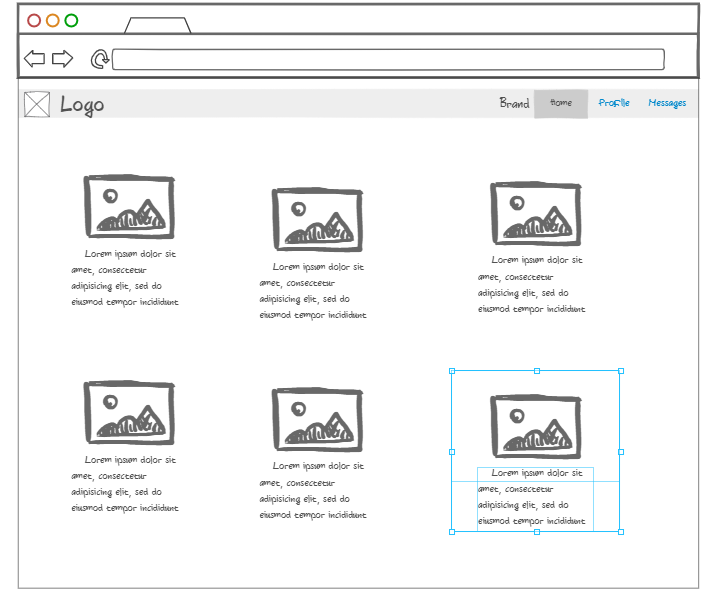 Logo
Brand
Home
Profile
Messages
Lorem ipsum dolor sit
amet, consectetur
adipisicing elit, sed do
eiusmod tempor incididunt
Lorem ipsum dolor sit
amet, consectetur
adipisicing elit, sed do
eiusmod tempor incididunt
Lorem ipsum dolor sit
amet, consectetur
adipisicing elit, sed do
eiusmod tempor incididunt
Lorem ipsum dolor sit
amet, consectetur
adipisicing elit, sed do
eiusmod tempor incididunt
Lorem ipsum dolor sit
amet, consectetur
adipisicing elit, sed do
eiusmod tempor incididunt
Lorem ipsum dolor sit
amet, consectetur
adipisicing elit, sed do
eiusmod tempor incididunt